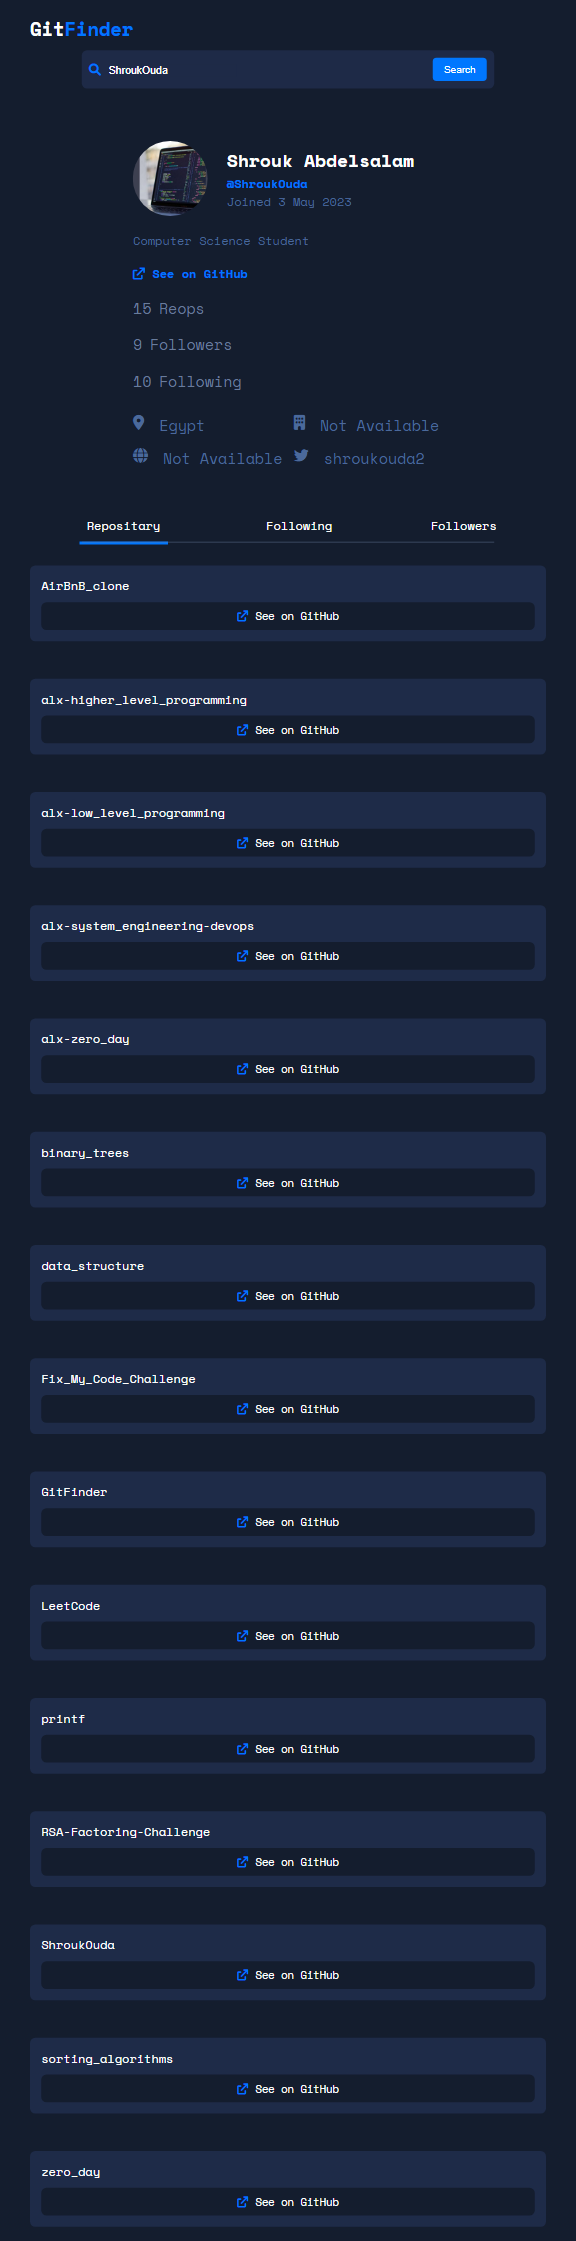 GitFinder
ShroukOuda
Search
Shrouk Abdelsalam
@ShroukOuda
Joined 3 May 2023
Computer Science Student
See on GitHub
15 Reops
9 Followers
10 Following
Egypt
Not Available
Not Available
shroukouda2
Repositary
Following
Followers
AirBnB_clone
See on GitHub
alx-higher_level_programming
See on GitHub
alx-low_level_programming
See on GitHub
alx-system_engineering-devops
See on GitHub
alx-zero_day
See on GitHub
binary_trees
See on GitHub
data_structure
See on GitHub
Fix_My_Code_Challenge
See on GitHub
GitFinder
See on GitHub
LeetCode
See on GitHub
printf
See on GitHub
RSA-Factoring-Challenge
See on GitHub
ShroukOuda
See on GitHub
sorting_algorithms
See on GitHub
zero_day
See on GitHub